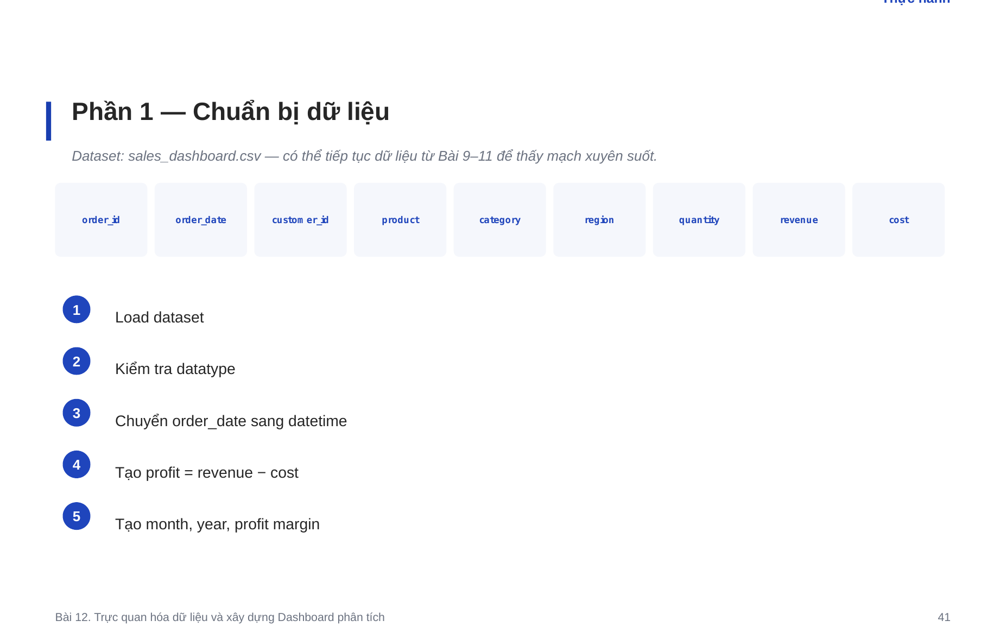 Thực hành
Phần 1 — Chuẩn bị dữ liệu
Dataset: sales_dashboard.csv — có thể tiếp tục dữ liệu từ Bài 9–11 để thấy mạch xuyên suốt.
order_id order_date customer_id product category region quantity revenue cost
1 Load dataset
2 Kiểm tra datatype
3 Chuyển order_date sang datetime
4 Tạo profit = revenue − cost
5 Tạo month, year, profit margin
Bài 12. Trực quan hóa dữ liệu và xây dựng Dashboard phân tích 41